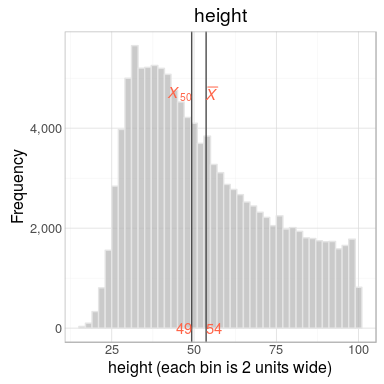 height
Frequency
x̃50 x̅
4,000
2,000
0
49 54
25 50 75 100
height (each bin is 2 units wide)